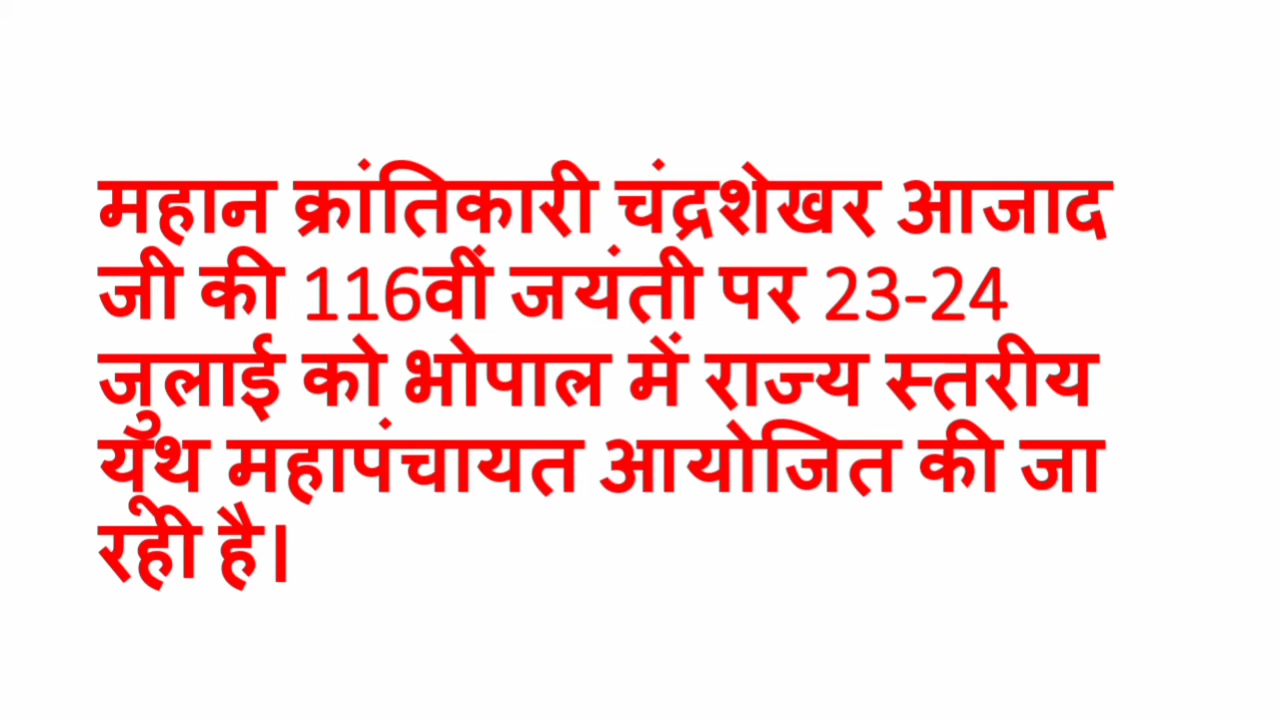 महान क्रांतिकारी चंद्रशेखर आजाद
जी की 116वीं जयंती पर 23-24
जुलाई को भोपाल में राज्य स्तरीय
यूथ महापंचायत आयोजित की जा
रही है।